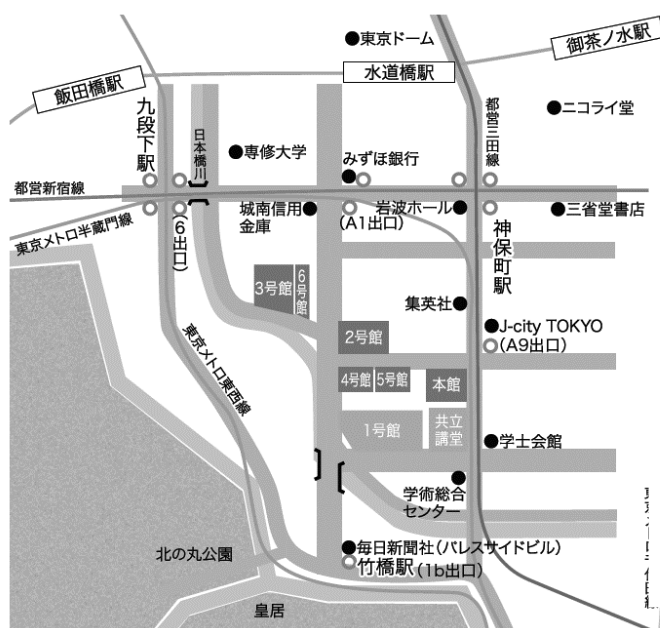 東京ドーム
御茶ノ水駅
水道橋駅
飯田橋駅
九段下駅
日本橋川
専修大学
みずほ銀行
都営三田線
ニコライ堂
都営新宿線
東京メトロ半蔵門線
(6出口)
城南信用
金庫
(A1出口)
岩波ホール
神保町駅
三省堂書店
3号館
6号館
集英社
2号館
J-city TOKYO
(A9出口)
東京メトロ東西線
4号館
5号館
本館
1号館
共立
講堂
学士会館
学術総合
センター
北の丸公園
毎日新聞社(パレスサイドビル)
竹橋駅(1b出口)
皇居